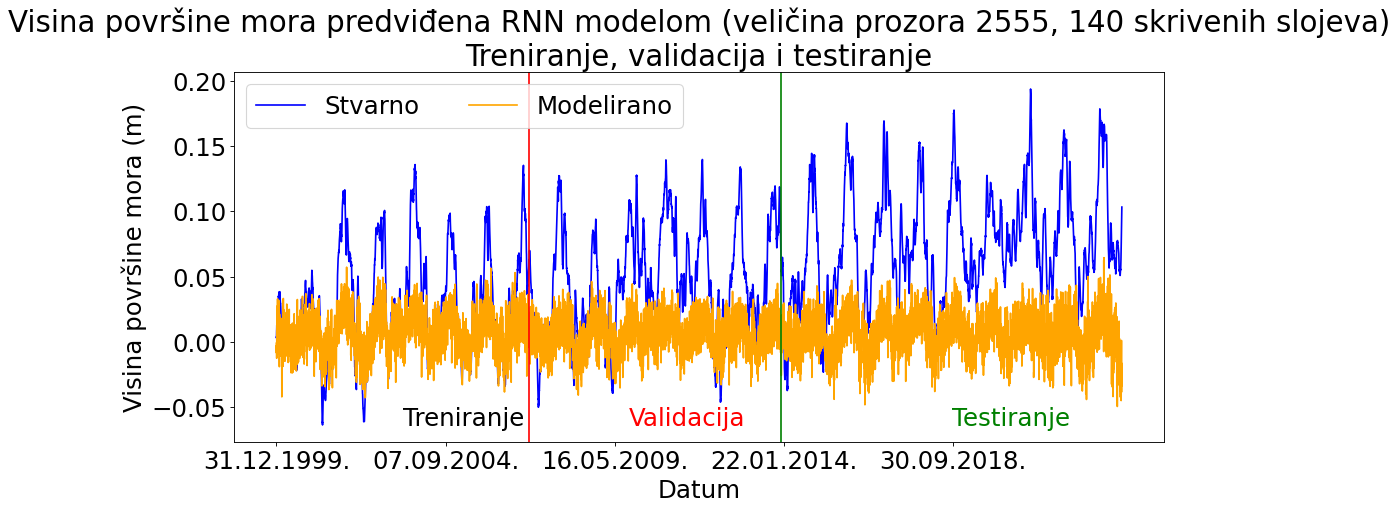 Visina površine mora predviđena RNN modelom (veličina prozora 2555, 140 skrivenih slojeva)
Treniranje, validacija i testiranje
Stvarno
Modelirano
Visina površine mora (m)
0.20
0.15
0.10
0.05
0.00
−0.05
Treniranje
Validacija
Testiranje
31.12.1999.
07.09.2004.
16.05.2009.
22.01.2014.
30.09.2018.
Datum